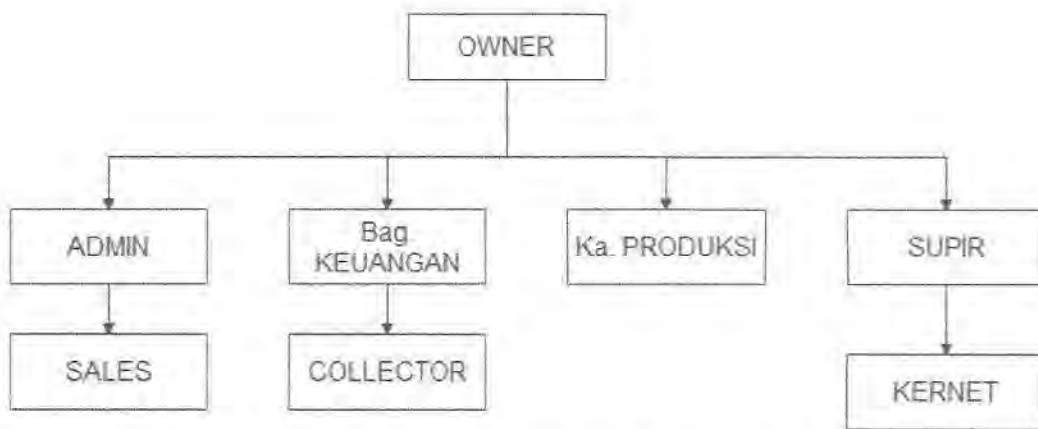 OWNER
ADMIN
Bag
KEUANGAN
Ka. PRODUKSI
SUPIR
SALES
COLLECTOR
KERNET